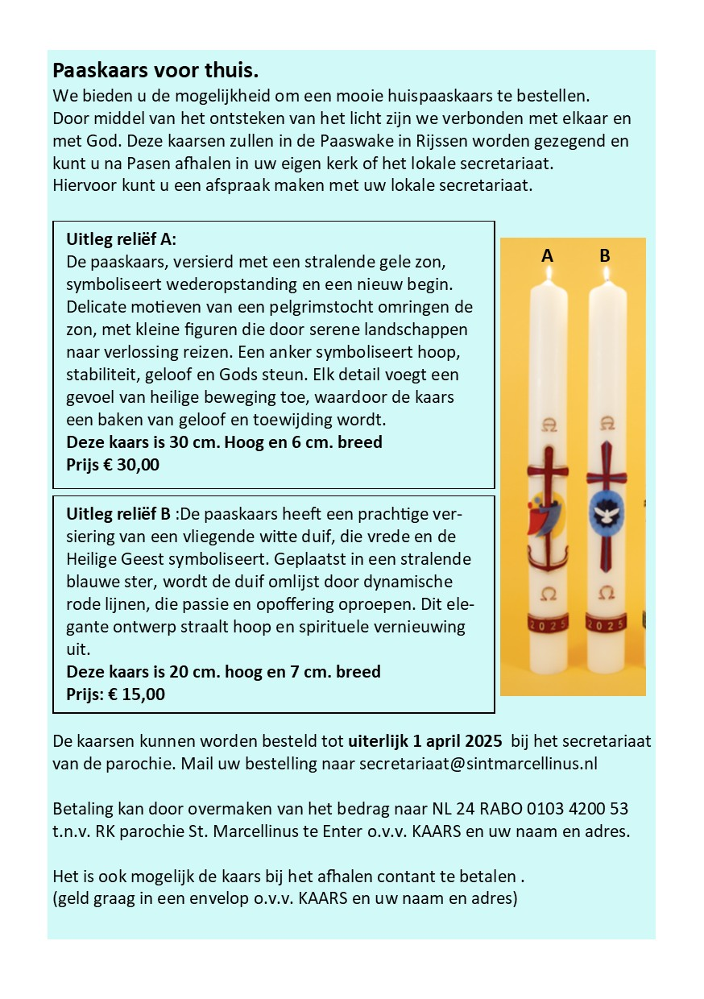 Paaskaars voor thuis.
We bieden u de mogelijkheid om een mooie huispaaskaars te bestellen.
Door middel van het ontsteken van het licht zijn we verbonden met elkaar en
met God. Deze kaarsen zullen in de Paaswake in Rijssen worden gezegend en
kunt u na Pasen afhalen in uw eigen kerk of het lokale secretariaat.
Hiervoor kunt u een afspraak maken met uw lokale secretariaat.
Uitleg reliëf A:
De paaskaars, versierd met een stralende gele zon,
symboliseert wederopstanding en een nieuw begin.
Delicate motieven van een pelgrimstocht omringen de
zon, met kleine figuren die door serene landschappen
naar verlossing reizen. Een anker symboliseert hoop,
stabiliteit, geloof en Gods steun. Elk detail voegt een
gevoel van heilige beweging toe, waardoor de kaars
een baken van geloof en toewijding wordt.
Deze kaars is 30 cm. Hoog en 6 cm. breed
Prijs € 30,00
Uitleg reliëf B :De paaskaars heeft een prachtige ver-
siering van een vliegende witte duif, die vrede en de
Heilige Geest symboliseert. Geplaatst in een stralende
blauwe ster, wordt de duif omlijst door dynamische
rode lijnen, die passie en opoffering oproepen. Dit ele-
gante ontwerp straalt hoop en spirituele vernieuwing
uit.
Deze kaars is 20 cm. hoog en 7 cm. breed
Prijs: € 15,00
A B
Ω Ω
2025 2025
De kaarsen kunnen worden besteld tot uiterlijk 1 april 2025 bij het secretariaat
van de parochie. Mail uw bestelling naar secretariaat@sintmarcellinus.nl
Betaling kan door overmaken van het bedrag naar NL 24 RABO 0103 4200 53
t.n.v. RK parochie St. Marcellinus te Enter o.v.v. KAARS en uw naam en adres.
Het is ook mogelijk de kaars bij het afhalen contant te betalen .
(geld graag in een envelop o.v.v. KAARS en uw naam en adres)